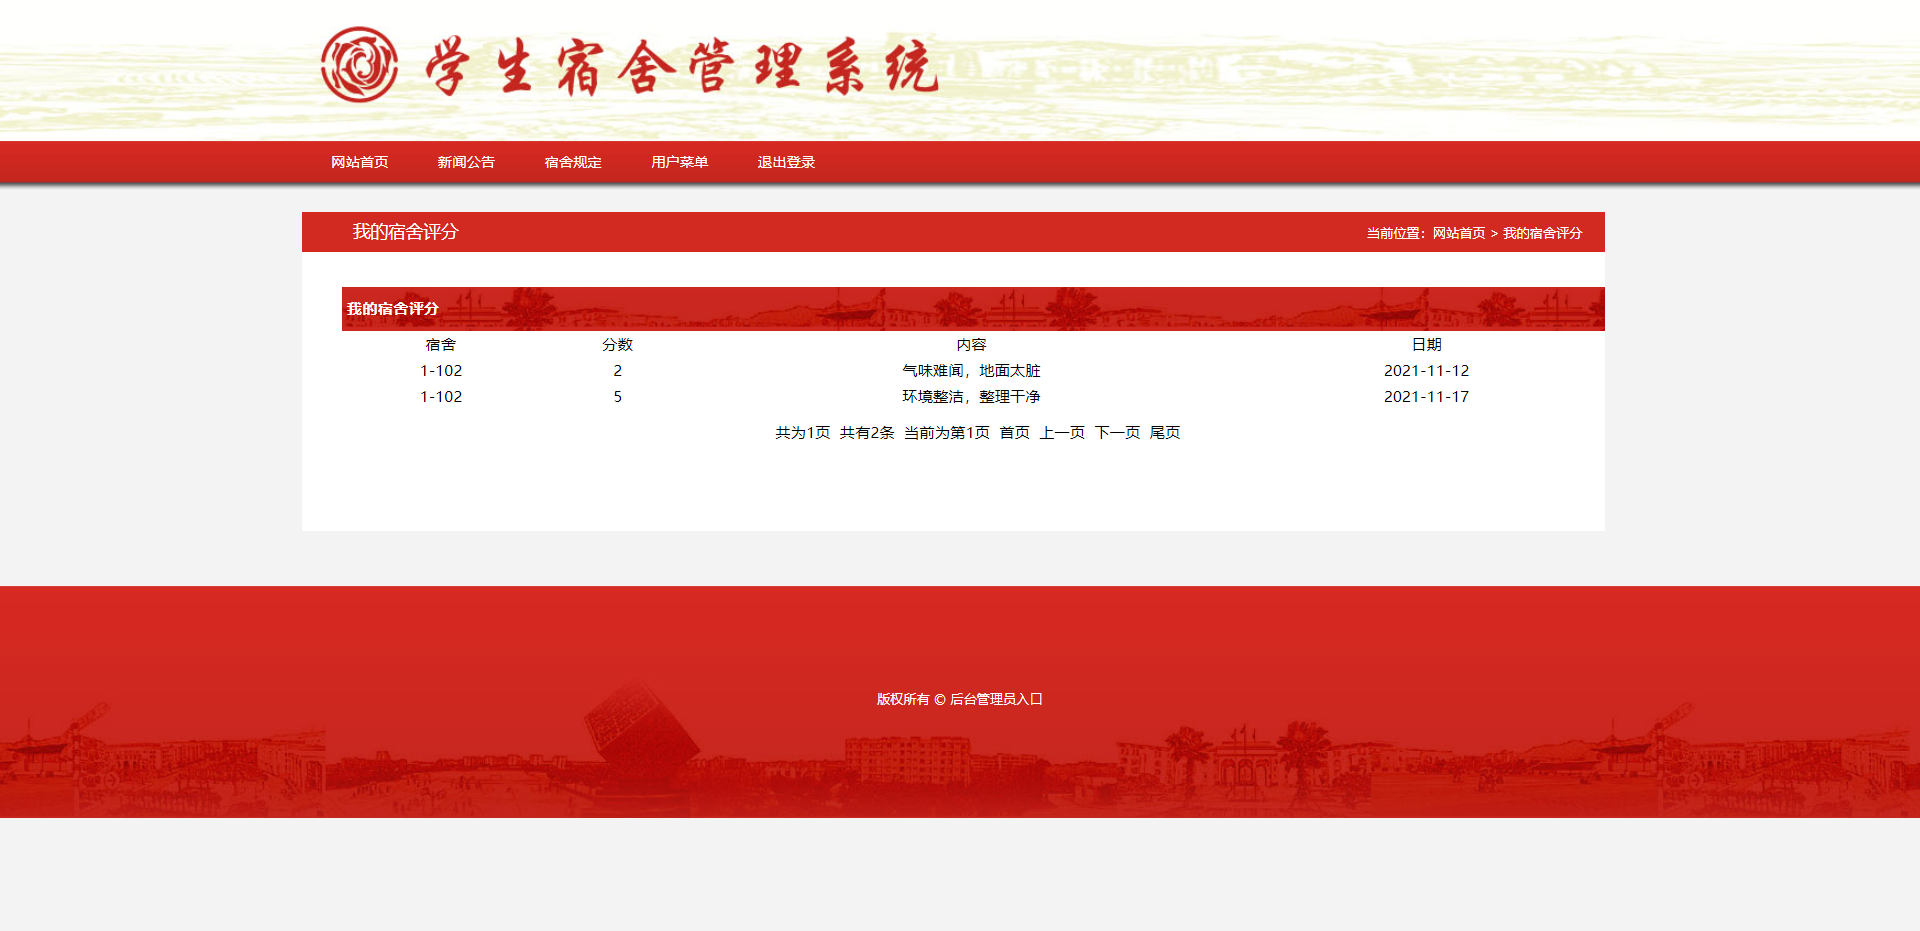 学生宿舍管理系统
网站首页 新闻公告 宿舍规定 用户菜单 退出登录
我的宿舍评分 当前位置：网站首页 > 我的宿舍评分
我的宿舍评分
宿舍 分数 内容 日期
1-102 2 气味难闻，地面太脏 2021-11-12
1-102 5 环境整洁，整理干净 2021-11-17
共为1页 共有2条 当前为第1页 首页 上一页 下一页 尾页
版权所有 © 后台管理员入口